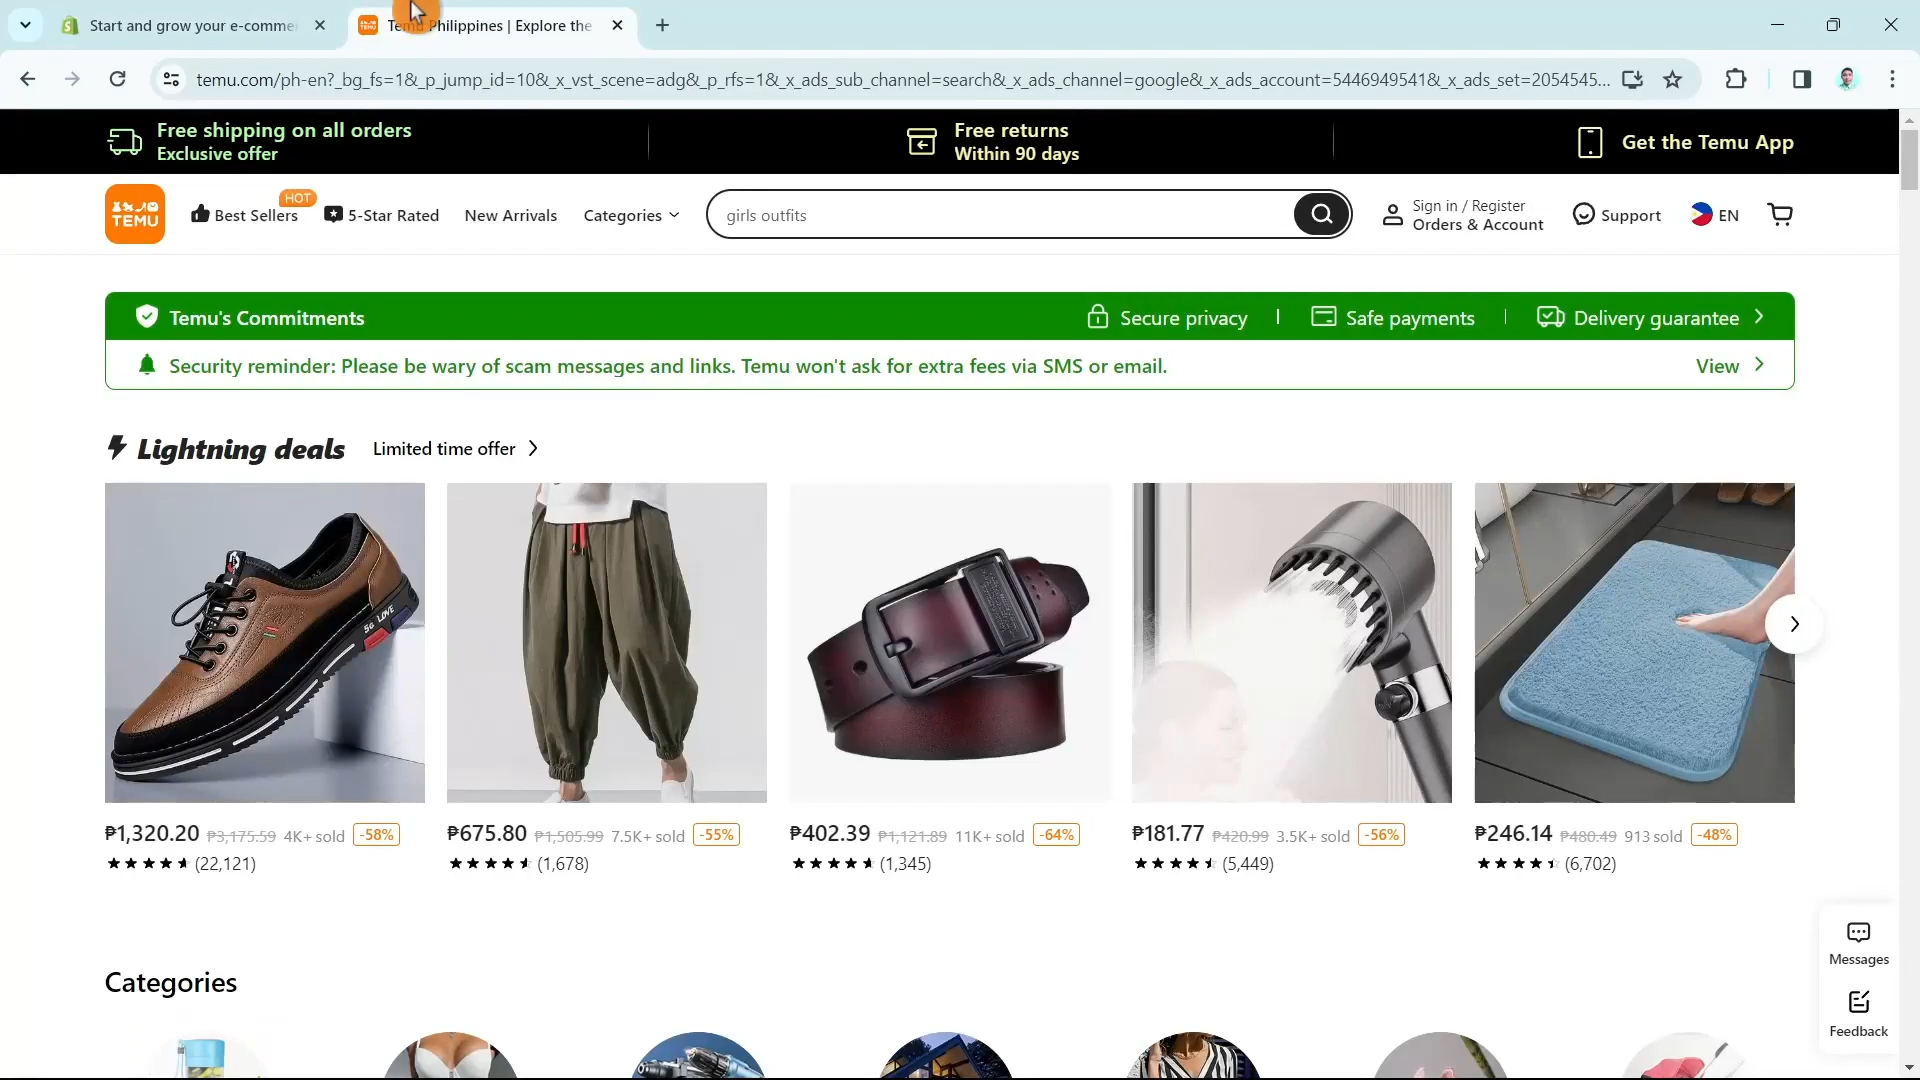 Start and grow your e-comme
Temu Philippines | Explore the
temu.com/ph-en?_bg_fs=1&_p_jump_id=10&_x_vst_scene=adg&_p_rfs=1&_x_ads_sub_channel=search&_x_ads_channel=google&_x_ads_account=5446949541&_x_ads_set=2054545...
Free shipping on all orders
Exclusive offer
Free returns
Within 90 days
Get the Temu App
TEMU
Best Sellers
HOT
5-Star Rated
New Arrivals
Categories
girls outfits
Sign in / Register
Orders & Account
Support
EN
Temu's Commitments
Secure privacy
Safe payments
Delivery guarantee
Security reminder: Please be wary of scam messages and links. Temu won't ask for extra fees via SMS or email.
View
Lightning deals
Limited time offer
5G LOVE
₱1,320.20 ₱3,175.59 4K+ sold -58%
(22,121)
₱675.80 ₱1,505.99 7.5K+ sold -55%
(1,678)
₱402.39 ₱1,121.89 11K+ sold -64%
(1,345)
₱181.77 ₱420.99 3.5K+ sold -56%
(5,449)
₱246.14 ₱480.49 913 sold -48%
(6,702)
Messages
Feedback
Categories